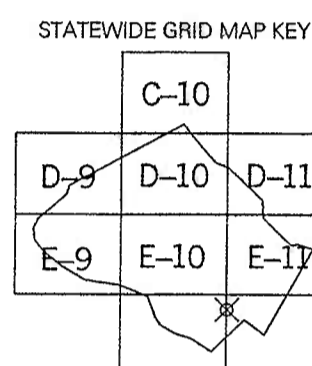 STATEWIDE GRID MAP KEY
C–10
D–9 D–10 D–11
E–9 E–10 E–11